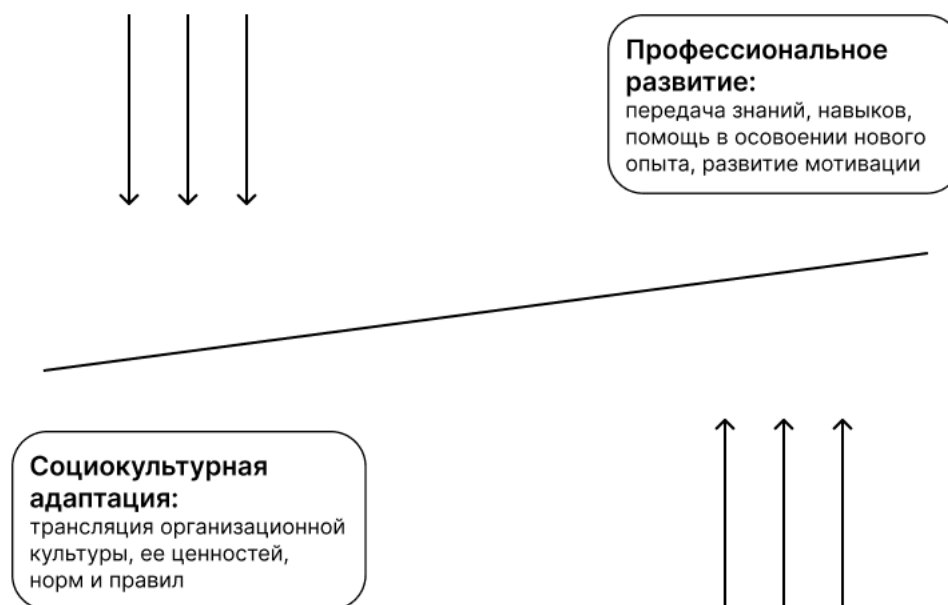 Профессиональное
развитие:
передача знаний, навыков,
помощь в осовоении нового
опыта, развитие мотивации
Социокультурная
адаптация:
трансляция организационной
культуры, ее ценностей,
норм и правил